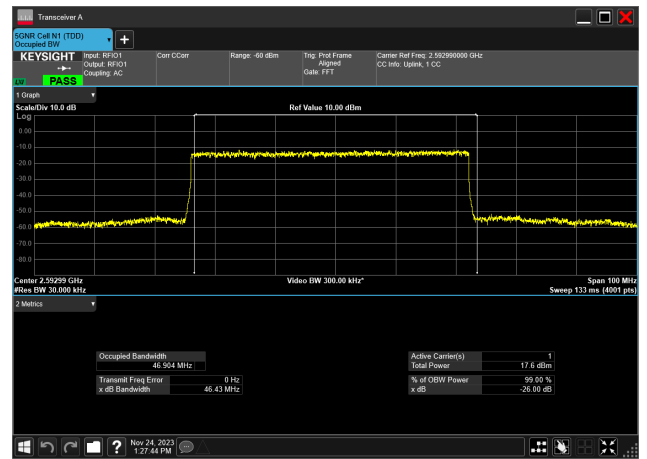 Transceiver A
5GNR Cell N1 (TDD)
Occupied BW
+
KEYSIGHT
Input: RFIO1
Output: RFIO1
Coupling: AC
Corr CCorr
Range: -60 dBm
Trig: Prot Frame
Aligned
Gate: FFT
Carrier Ref Freq: 2.592990000 GHz
CC Info: Uplink, 1 CC
LW PASS
1 Graph
Scale/Div 10.0 dB
Ref Value 10.00 dBm
Log
0.00
-10.0
-20.0
-30.0
-40.0
-50.0
-60.0
-70.0
-80.0
Center 2.59299 GHz
Video BW 300.00 kHz*
Span 100 MHz
#Res BW 30.000 kHz
Sweep 133 ms (4001 pts)
2 Metrics
Occupied Bandwidth
46.904 MHz
Active Carrier(s) 1
Total Power 17.6 dBm
Transmit Freq Error 0 Hz
x dB Bandwidth 46.43 MHz
% of OBW Power 99.00 %
x dB -26.00 dB
?
Nov 24, 2023
1:27:44 PM